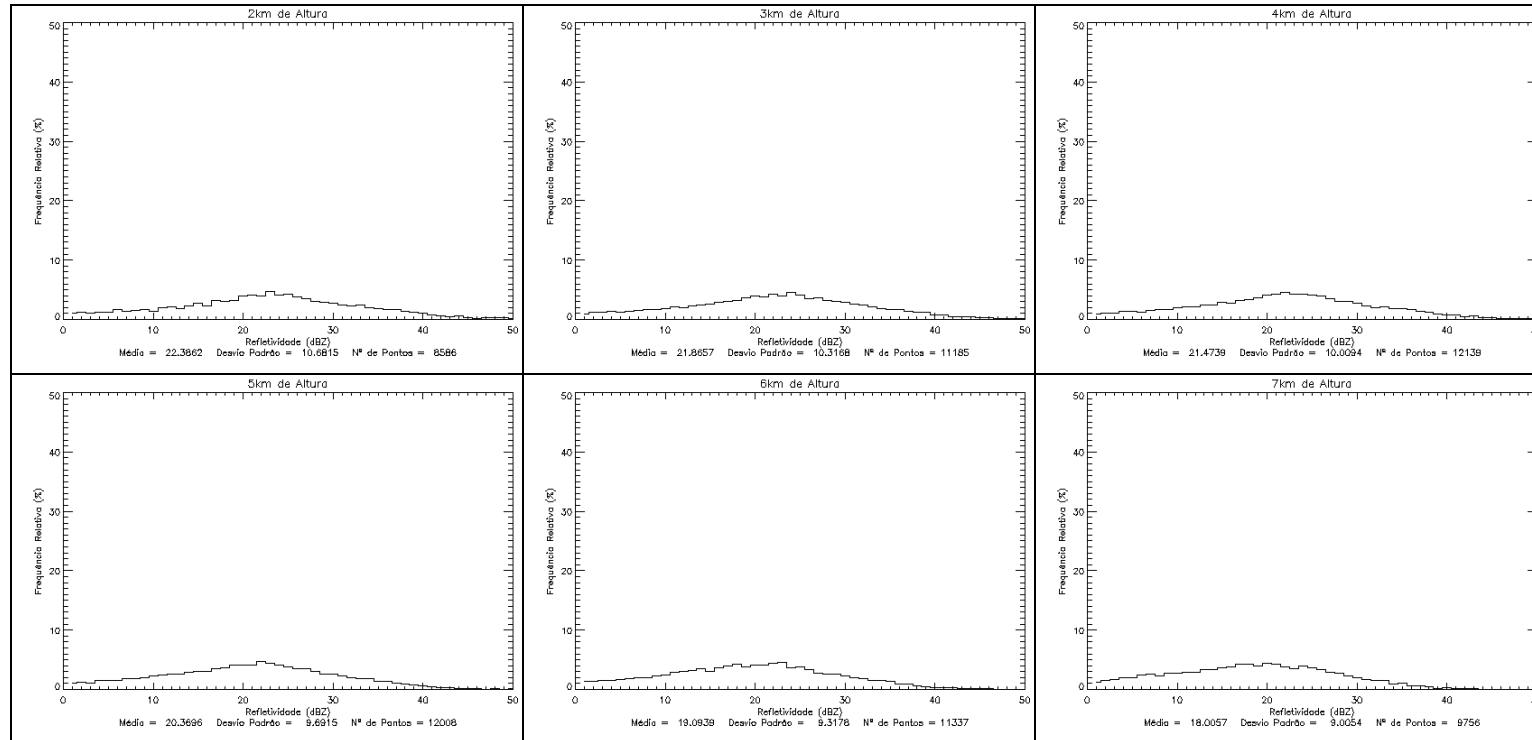 2km de Altura
50
40
30
20
10
0
Frequência Relativa (%)
0 10 20 30 40 50
Refletividade (dBZ)
Média = 22.3862 Desvio Padrão = 10.6815 Nº de Pontos = 8586
3km de Altura
50
40
30
20
10
0
Frequência Relativa (%)
0 10 20 30 40 50
Refletividade (dBZ)
Média = 21.8657 Desvio Padrão = 10.3168 Nº de Pontos = 11185
4km de Altura
50
40
30
20
10
0
Frequência Relativa (%)
0 10 20 30 40
Refletividade (dBZ)
Média = 21.4739 Desvio Padrão = 10.0094 Nº de Pontos = 12139
5km de Altura
50
40
30
20
10
0
Frequência Relativa (%)
0 10 20 30 40 50
Refletividade (dBZ)
Média = 20.3696 Desvio Padrão = 9.6915 Nº de Pontos = 12008
6km de Altura
50
40
30
20
10
0
Frequência Relativa (%)
0 10 20 30 40 50
Refletividade (dBZ)
Média = 19.0939 Desvio Padrão = 9.3178 Nº de Pontos = 11337
7km de Altura
50
40
30
20
10
0
Frequência Relativa (%)
0 10 20 30 40
Refletividade (dBZ)
Média = 18.0057 Desvio Padrão = 9.0054 Nº de Pontos = 9756